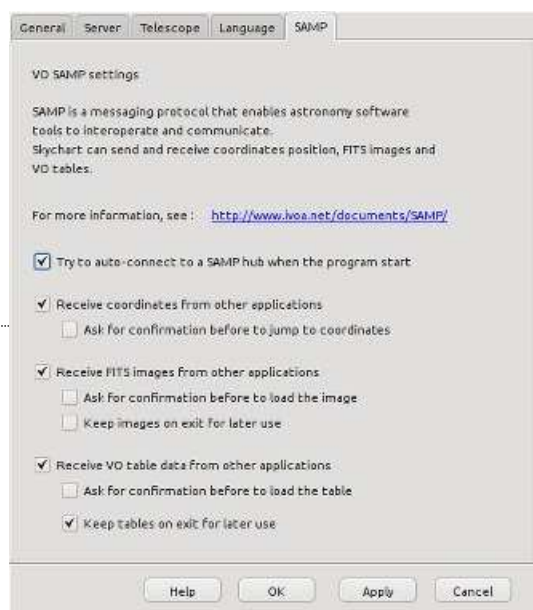 General Server Telescope Language SAMP
VO SAMP settings
SAMP is a messaging protocol that enables astronomy software
tools to interoperate and communicate.
Skychart can send and receive coordinates position, FITS images and
VO tables.
For more information, see : http://www.ivoa.net/documents/SAMP/
Try to auto-connect to a SAMP hub when the program start
Receive coordinates from other applications
Ask for confirmation before to jump to coordinates
Receive FITS images from other applications
Ask for confirmation before to load the image
Keep images on exit for later use
Receive VO table data from other applications
Ask for confirmation before to load the table
Keep tables on exit for later use
Help OK Apply Cancel